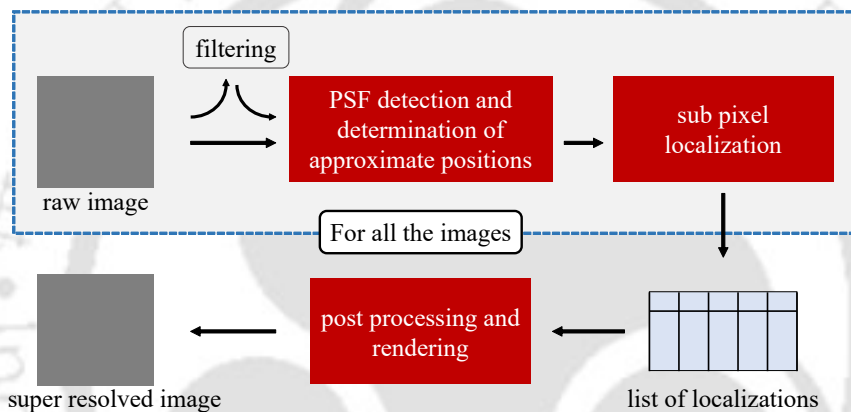 filtering
PSF detection and
determination of
approximate positions
sub pixel
localization
raw image
For all the images
post processing and
rendering
super resolved image
list of localizations